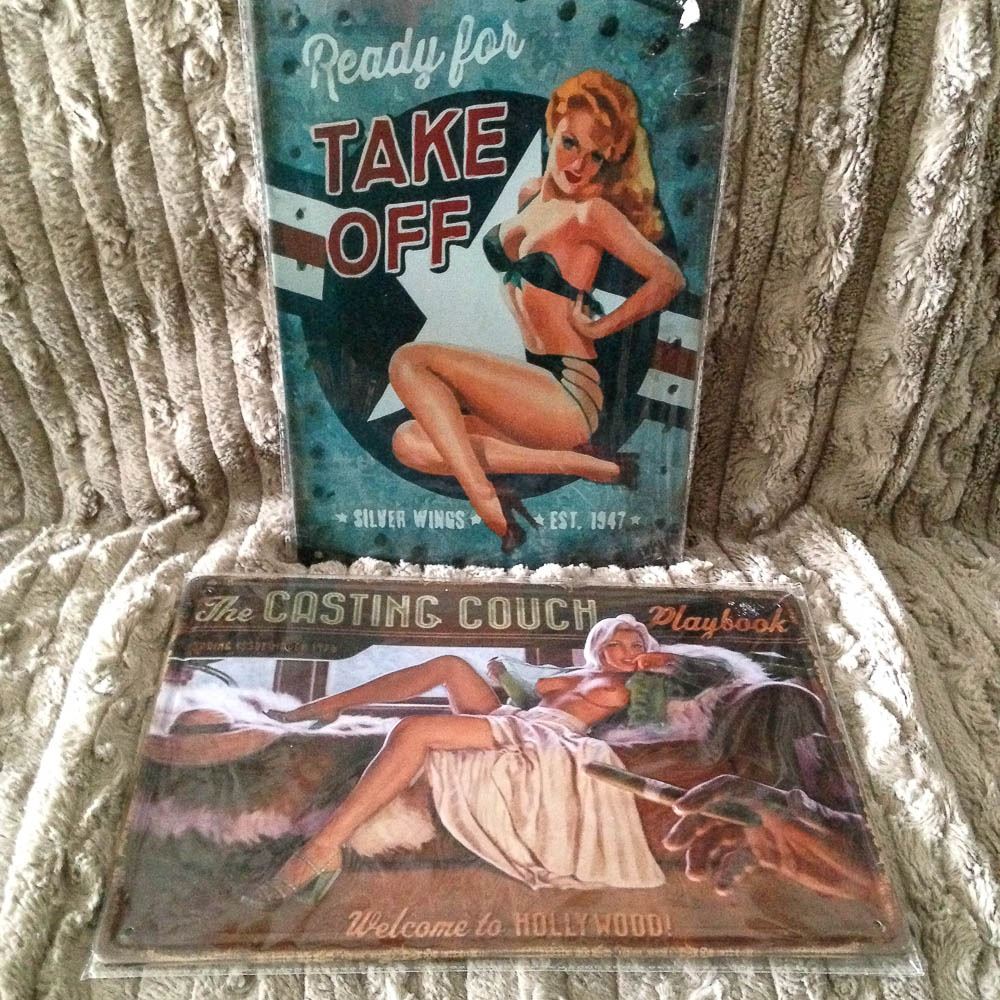 Ready for
TAKE
OFF
★ SILVER WINGS ★ ★ EST. 1947 ★
The CASTING COUCH Playbook
Welcome to HOLLYWOOD!